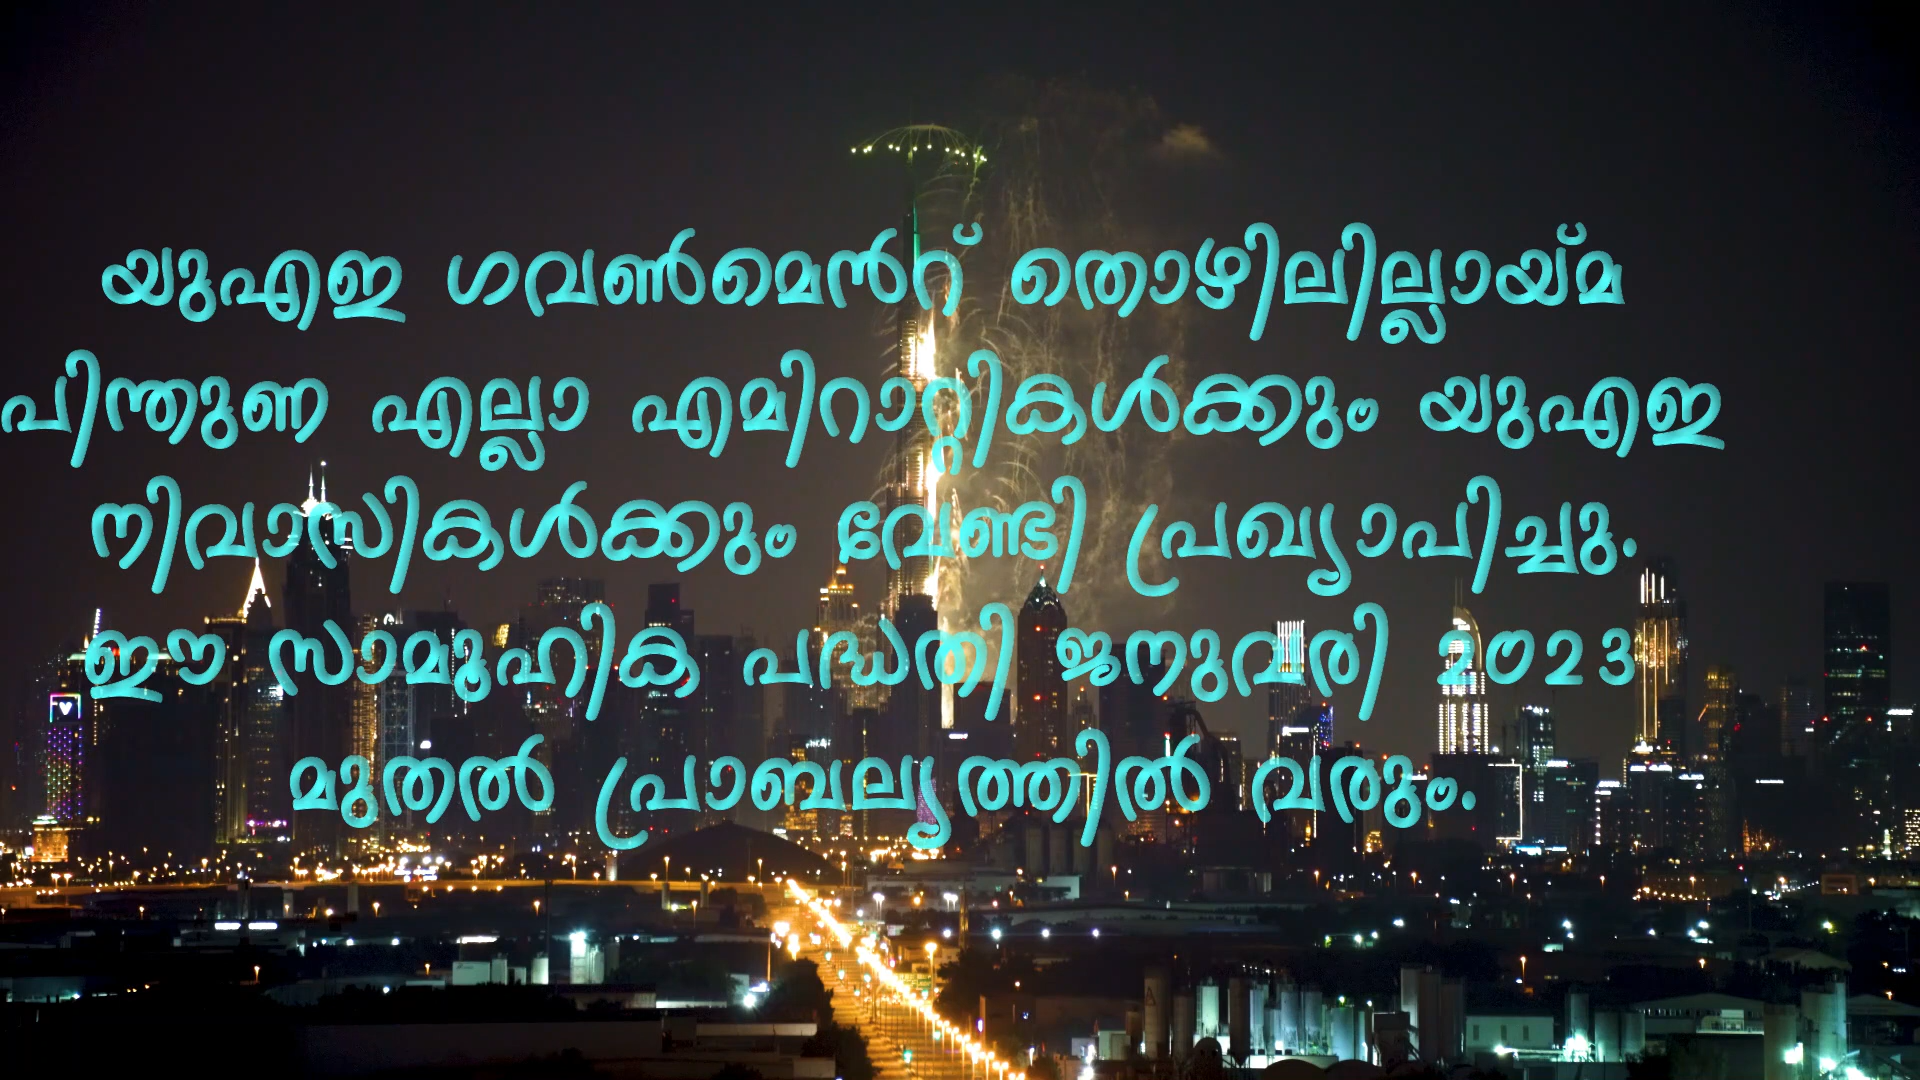 യുഎഇ ഗവൺമെൻറ് തൊഴിലില്ലായ്മ
പിന്തുണ എല്ലാ എമിറാറ്റികൾക്കും യുഎഇ
നിവാസികൾക്കും വേണ്ടി പ്രഖ്യാപിച്ചു.
ഈ സാമൂഹിക പദ്ധതി ജനുവരി 2023
മുതൽ പ്രാബല്യത്തിൽ വരും.